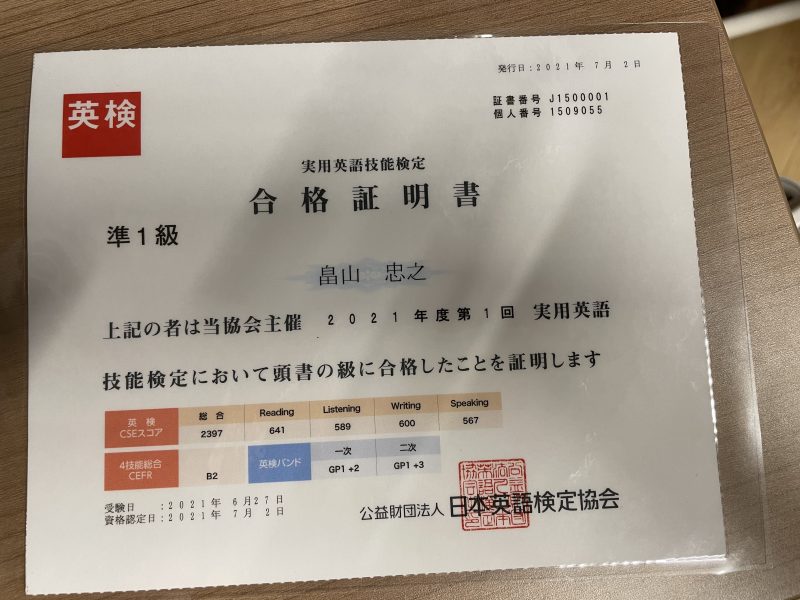 発行日:2021年 7月 2日
証書番号 J1500001
個人番号 1509055
英検
実用英語技能検定
合格証明書
準1級
畠山 忠之
上記の者は当協会主催 2021年度第1回 実用英語
技能検定において頭書の級に合格したことを証明します
英検 CSEスコア
総合 Reading Listening Writing Speaking
2397 641 589 600 567
4技能総合 CEFR B2 英検バンド
一次 二次
GP1 +2 GP1 +3
受験日 :2021年 6月27日
資格認定日:2021年 7月 2日
公益財団法人 日本英語検定協会